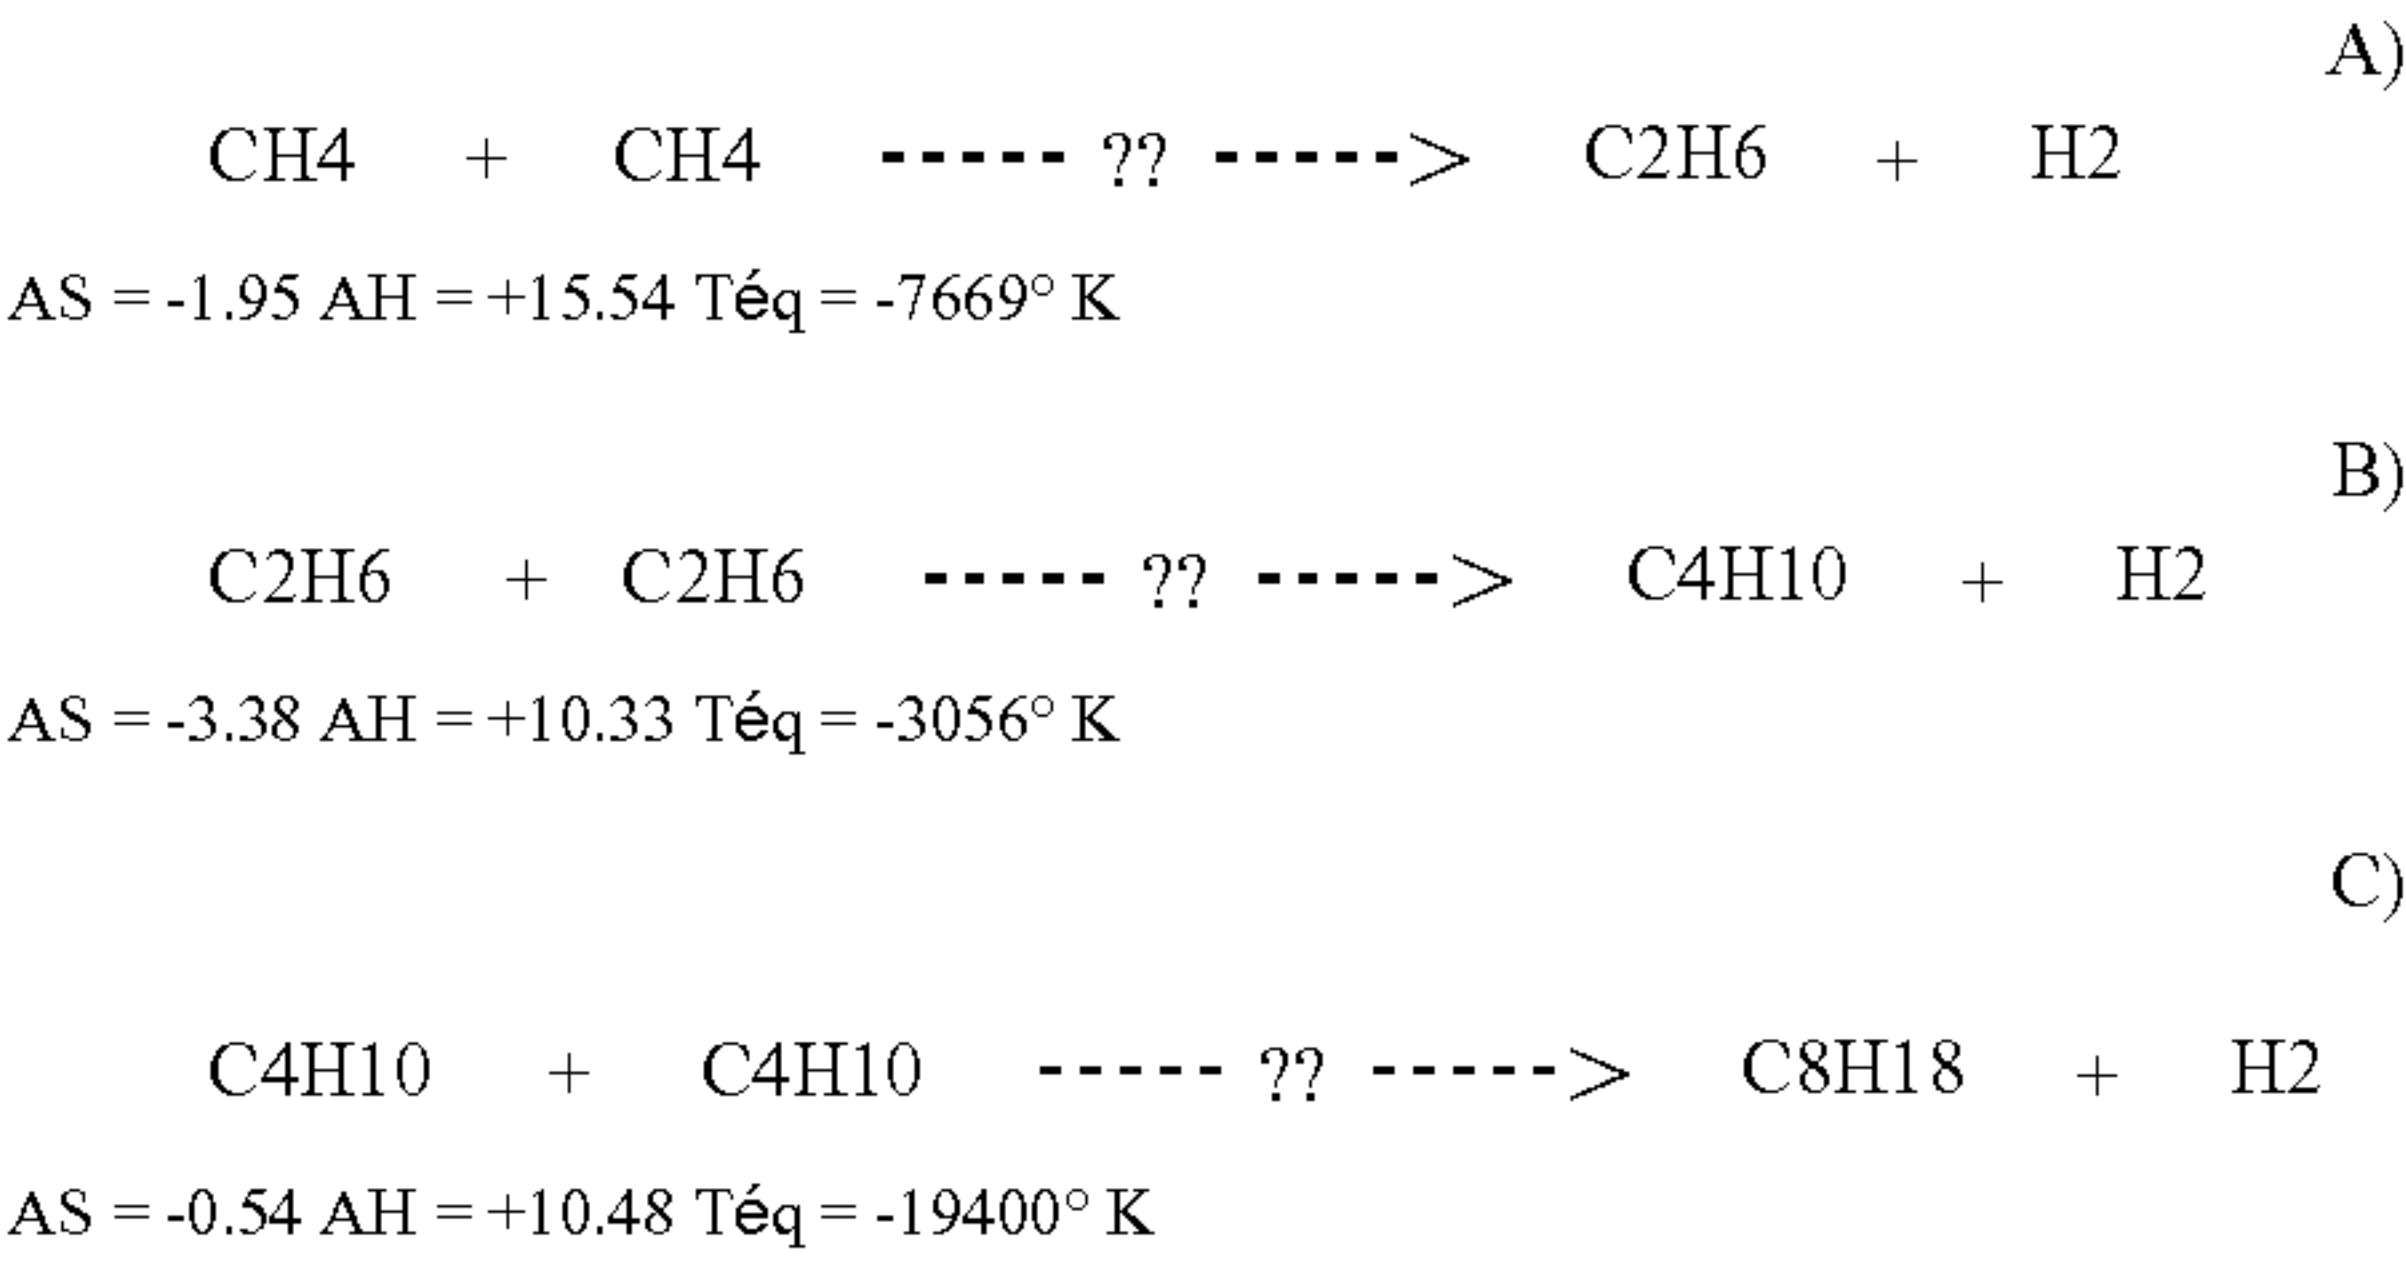 A)
CH4 + CH4 ----- ?? -----> C2H6 + H2
AS = -1.95 AH = +15.54 Téq = -7669° K
B)
C2H6 + C2H6 ----- ?? -----> C4H10 + H2
AS = -3.38 AH = +10.33 Téq = -3056° K
C)
C4H10 + C4H10 ----- ?? -----> C8H18 + H2
AS = -0.54 AH = +10.48 Téq = -19400° K